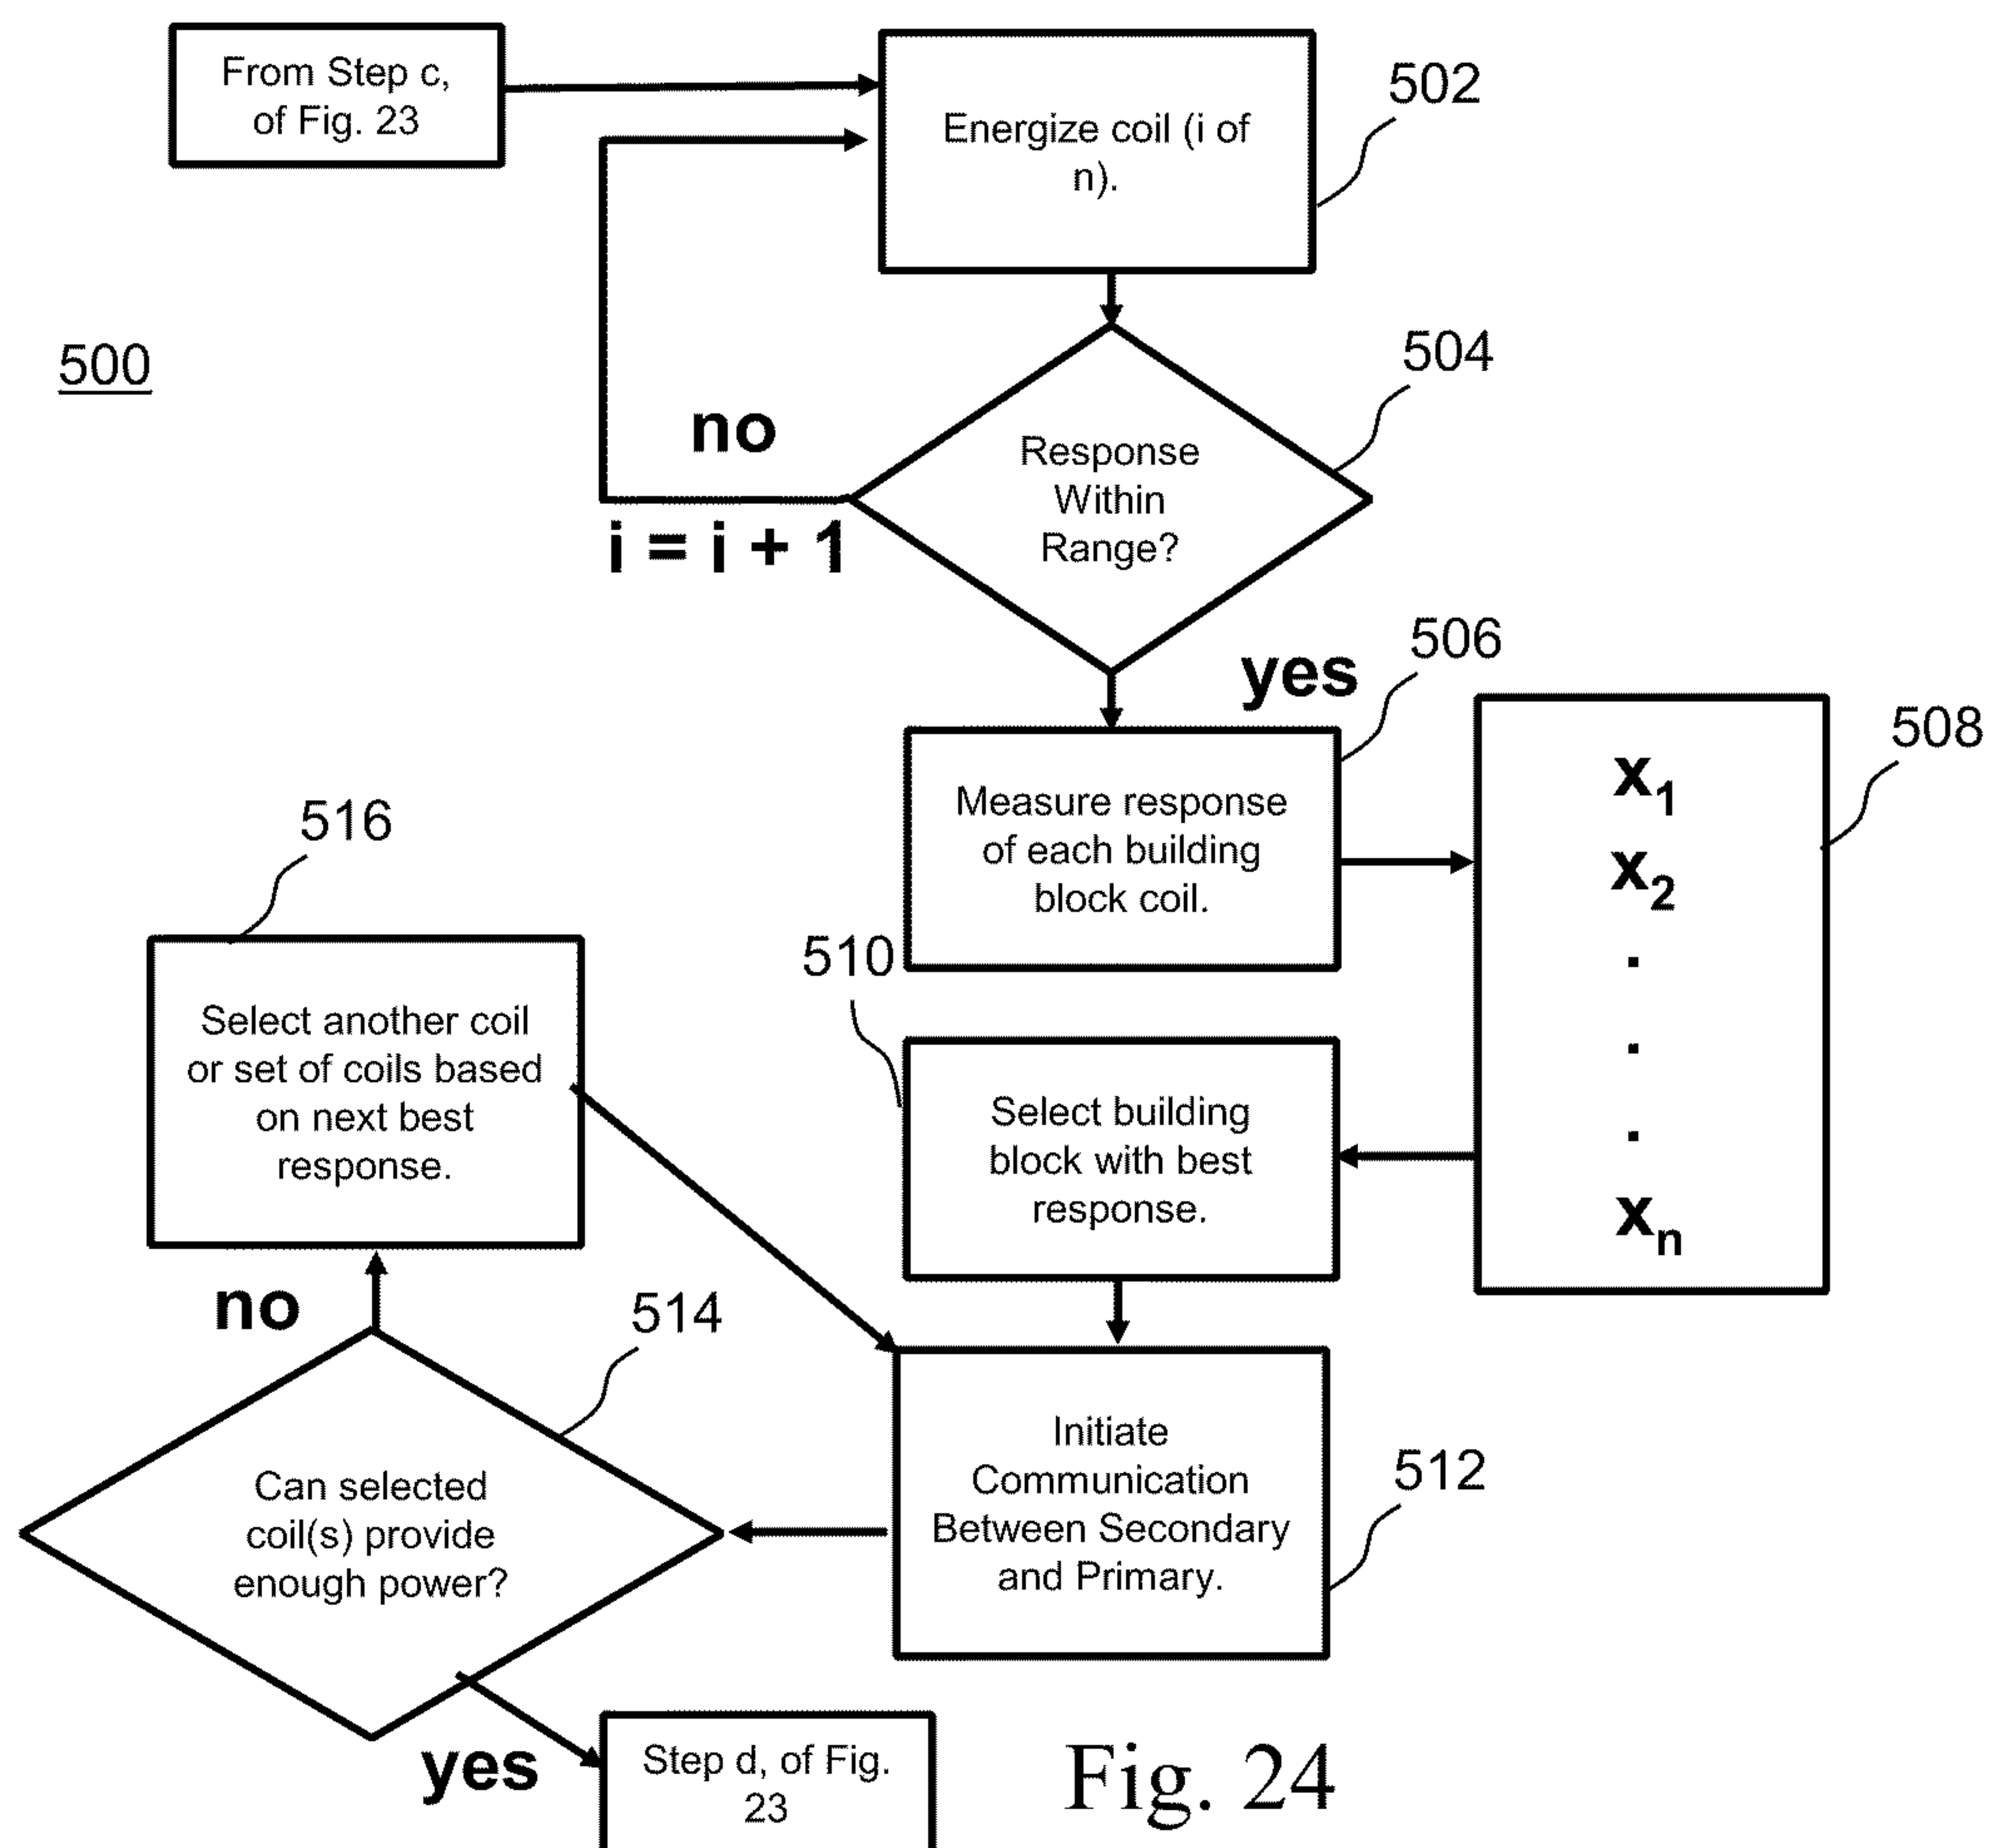 From Step c,
of Fig. 23
Energize coil (i of
n).
502
500
504
no
i = i + 1
Response
Within
Range?
yes
506
508
Measure response
of each building
block coil.
x1
x2
.
.
.
xn
516
Select another coil
or set of coils based
on next best
response.
510
Select building
block with best
response.
no
514
Can selected
coil(s) provide
enough power?
Initiate
Communication
Between Secondary
and Primary.
512
yes
Step d, of Fig.
23
Fig. 24